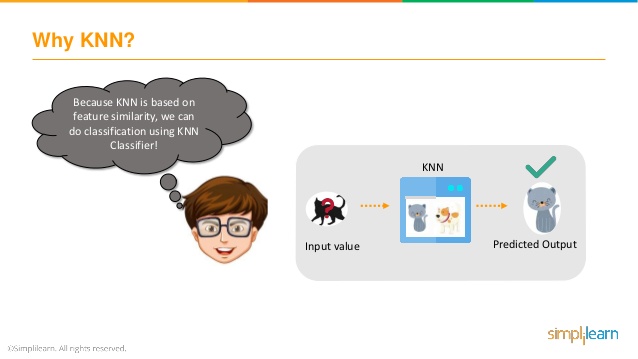 Why KNN?
Because KNN is based on
feature similarity, we can
do classification using KNN
Classifier!
KNN
?
Input value
Predicted Output
simplilearn
©Simplilearn. All rights reserved.